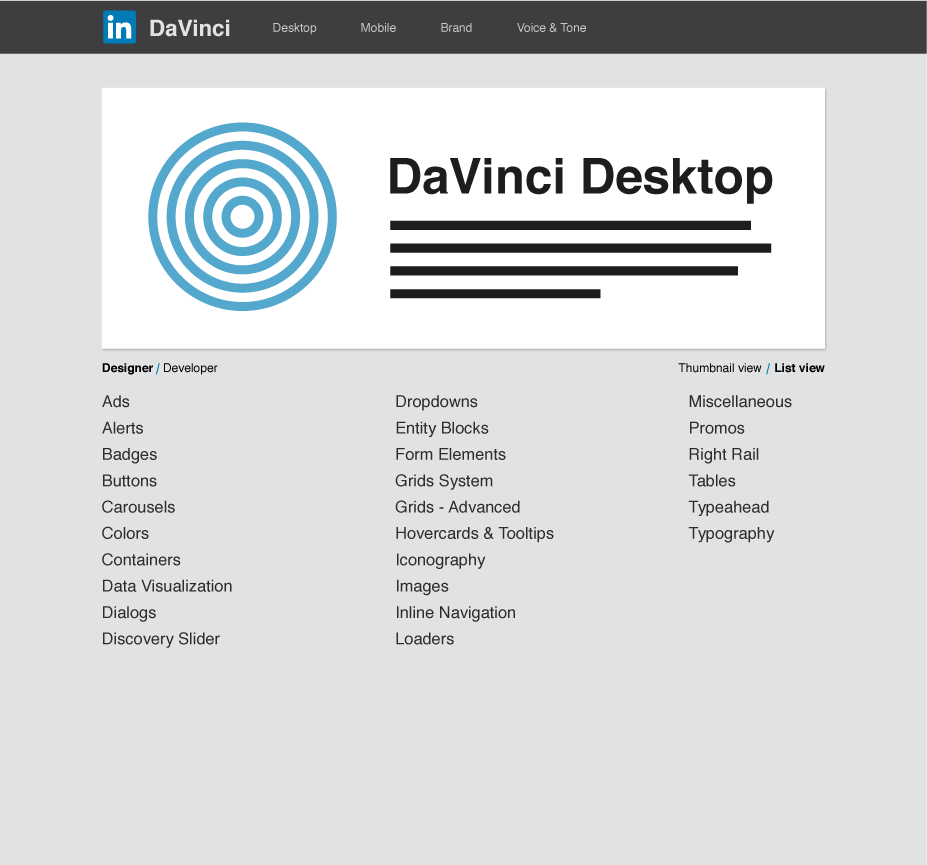 in DaVinci Desktop Mobile Brand Voice & Tone
DaVinci Desktop
Designer / Developer
Thumbnail view / List view
Ads
Alerts
Badges
Buttons
Carousels
Colors
Containers
Data Visualization
Dialogs
Discovery Slider
Dropdowns
Entity Blocks
Form Elements
Grids System
Grids - Advanced
Hovercards & Tooltips
Iconography
Images
Inline Navigation
Loaders
Miscellaneous
Promos
Right Rail
Tables
Typeahead
Typography